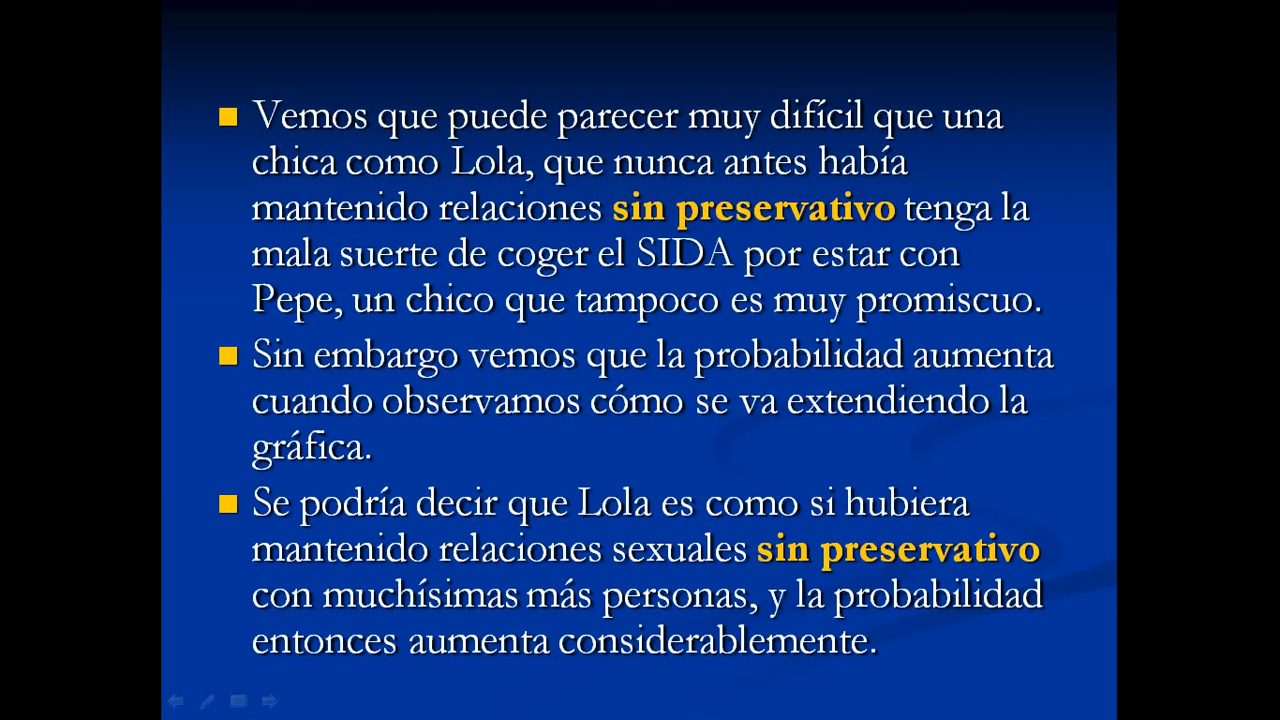 Vemos que puede parecer muy difícil que una
chica como Lola, que nunca antes había
mantenido relaciones sin preservativo tenga la
mala suerte de coger el SIDA por estar con
Pepe, un chico que tampoco es muy promiscuo.
Sin embargo vemos que la probabilidad aumenta
cuando observamos cómo se va extendiendo la
gráfica.
Se podría decir que Lola es como si hubiera
mantenido relaciones sexuales sin preservativo
con muchísimas más personas, y la probabilidad
entonces aumenta considerablemente.